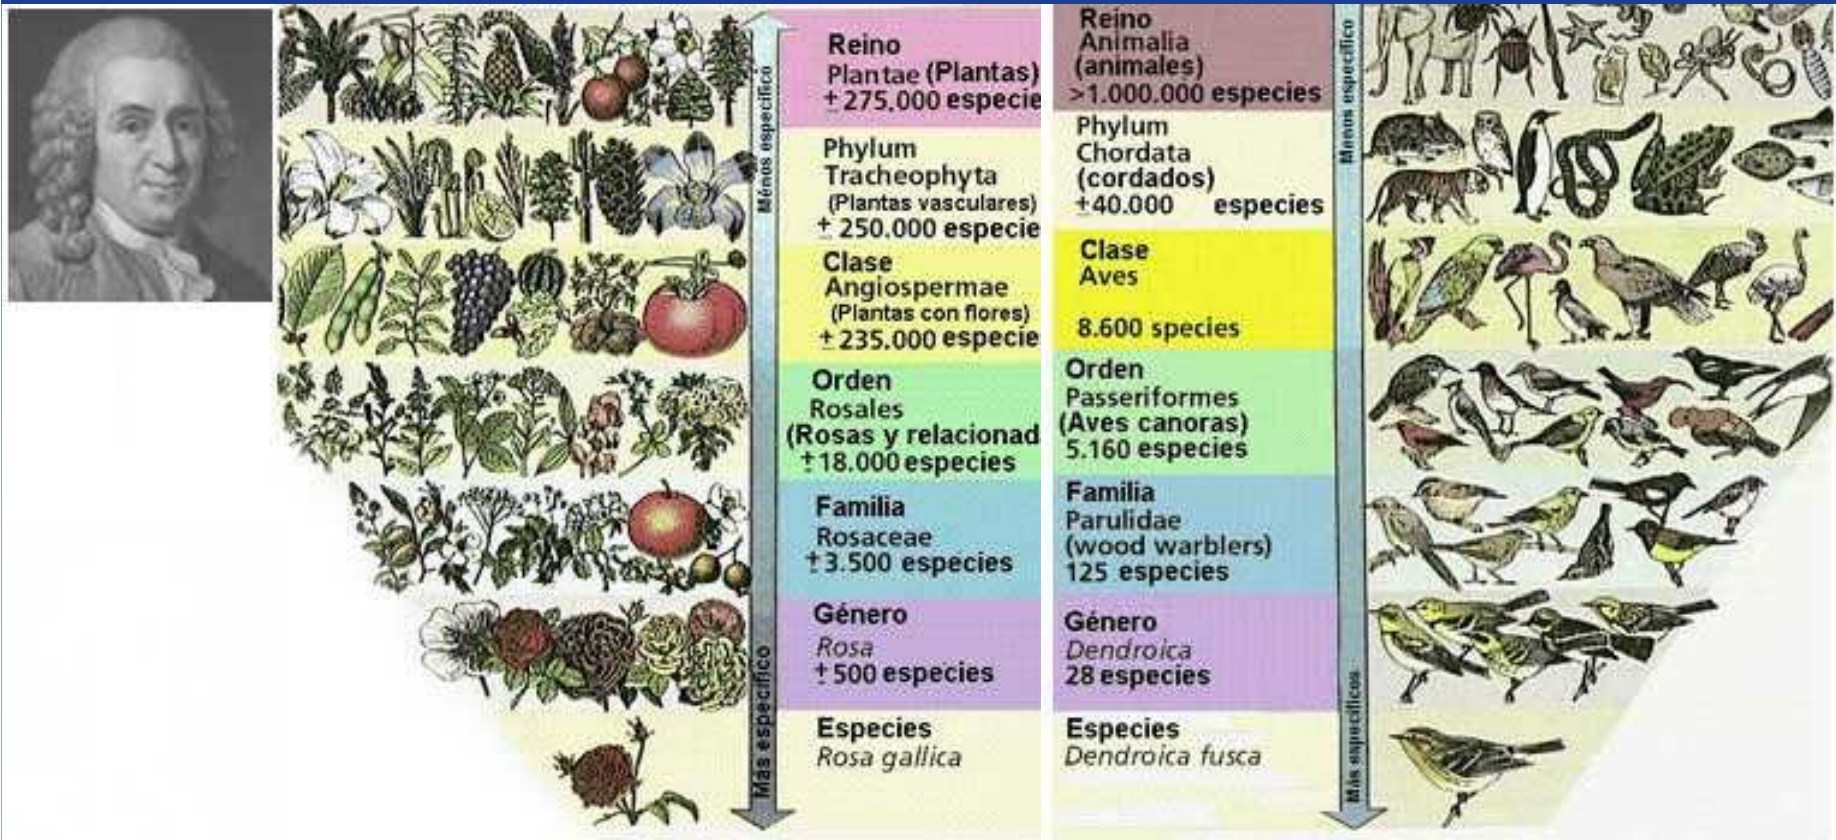 Menos específico
Más específico
Reino
Plantae (Plantas)
± 275.000 especie
Phylum
Tracheophyta
(Plantas vasculares)
± 250.000 especie
Clase
Angiospermae
(Plantas con flores)
± 235.000 especie
Orden
Rosales
(Rosas y relacionad
± 18.000 especies
Familia
Rosaceae
± 3.500 especies
Género
Rosa
± 500 especies
Especies
Rosa gallica
Reino
Animalia
(animales)
>1.000.000 especies
Phylum
Chordata
(cordados)
±40.000 especies
Clase
Aves
8.600 species
Orden
Passeriformes
(Aves canoras)
5.160 especies
Familia
Parulidae
(wood warblers)
125 especies
Género
Dendroica
28 especies
Especies
Dendroica fusca
Menos específico
Más específicos